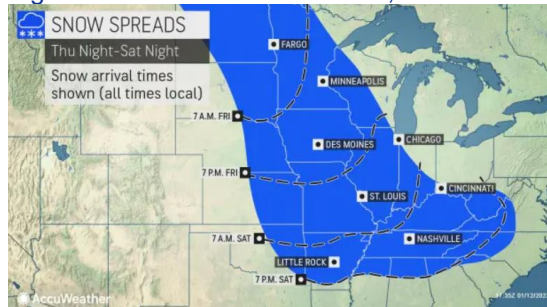 SNOW SPREADS
Thu Night-Sat Night
Snow arrival times
shown (all times local)
FARGO
MINNEAPOLIS
7 A.M. FRI
DES MOINES
CHICAGO
7 P.M. FRI
CINCINNATI
ST. LOUIS
7 A.M. SAT
NASHVILLE
LITTLE ROCK
7 P.M. SAT
AccuWeather